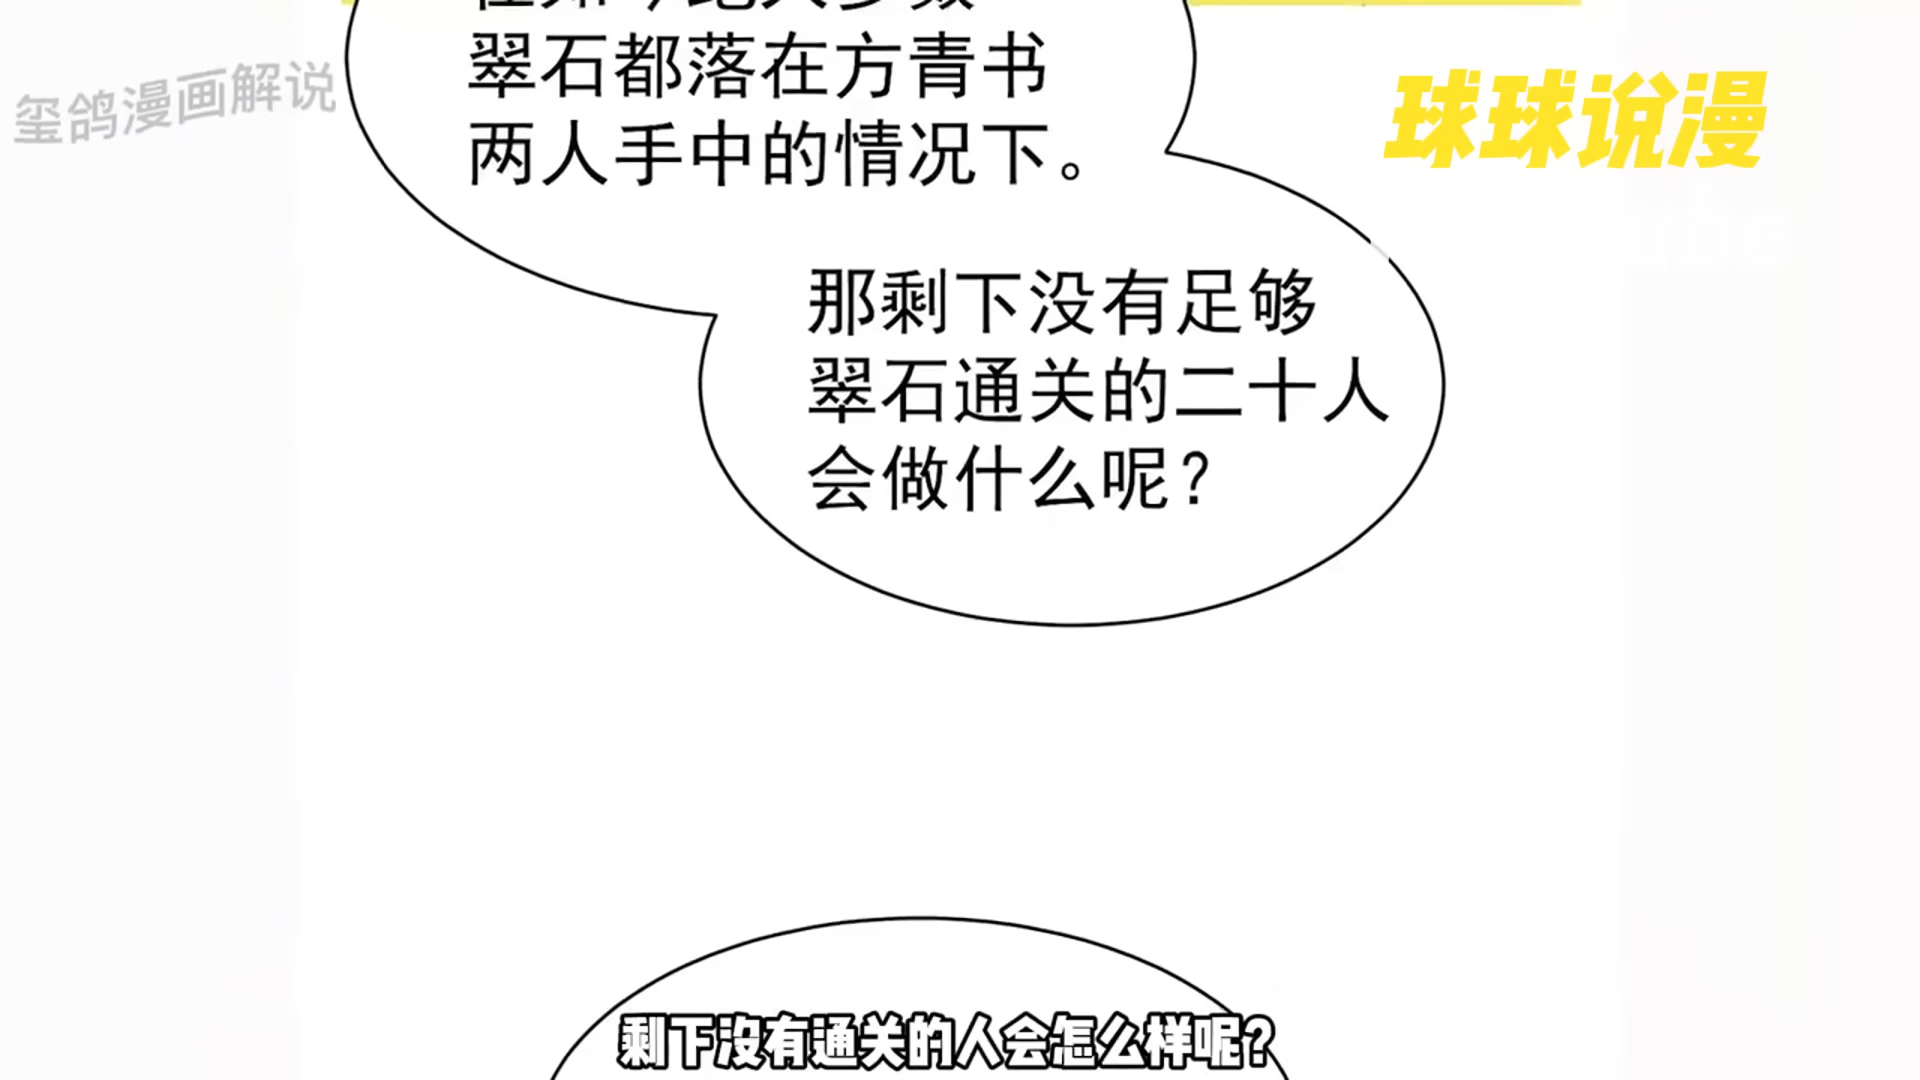 翠石都落在方青书
两人手中的情况下。
玺鸽漫画解说
球球说漫
那剩下没有足够
翠石通关的二十人
会做什么呢？
剩下没有通关的人会怎么样呢？